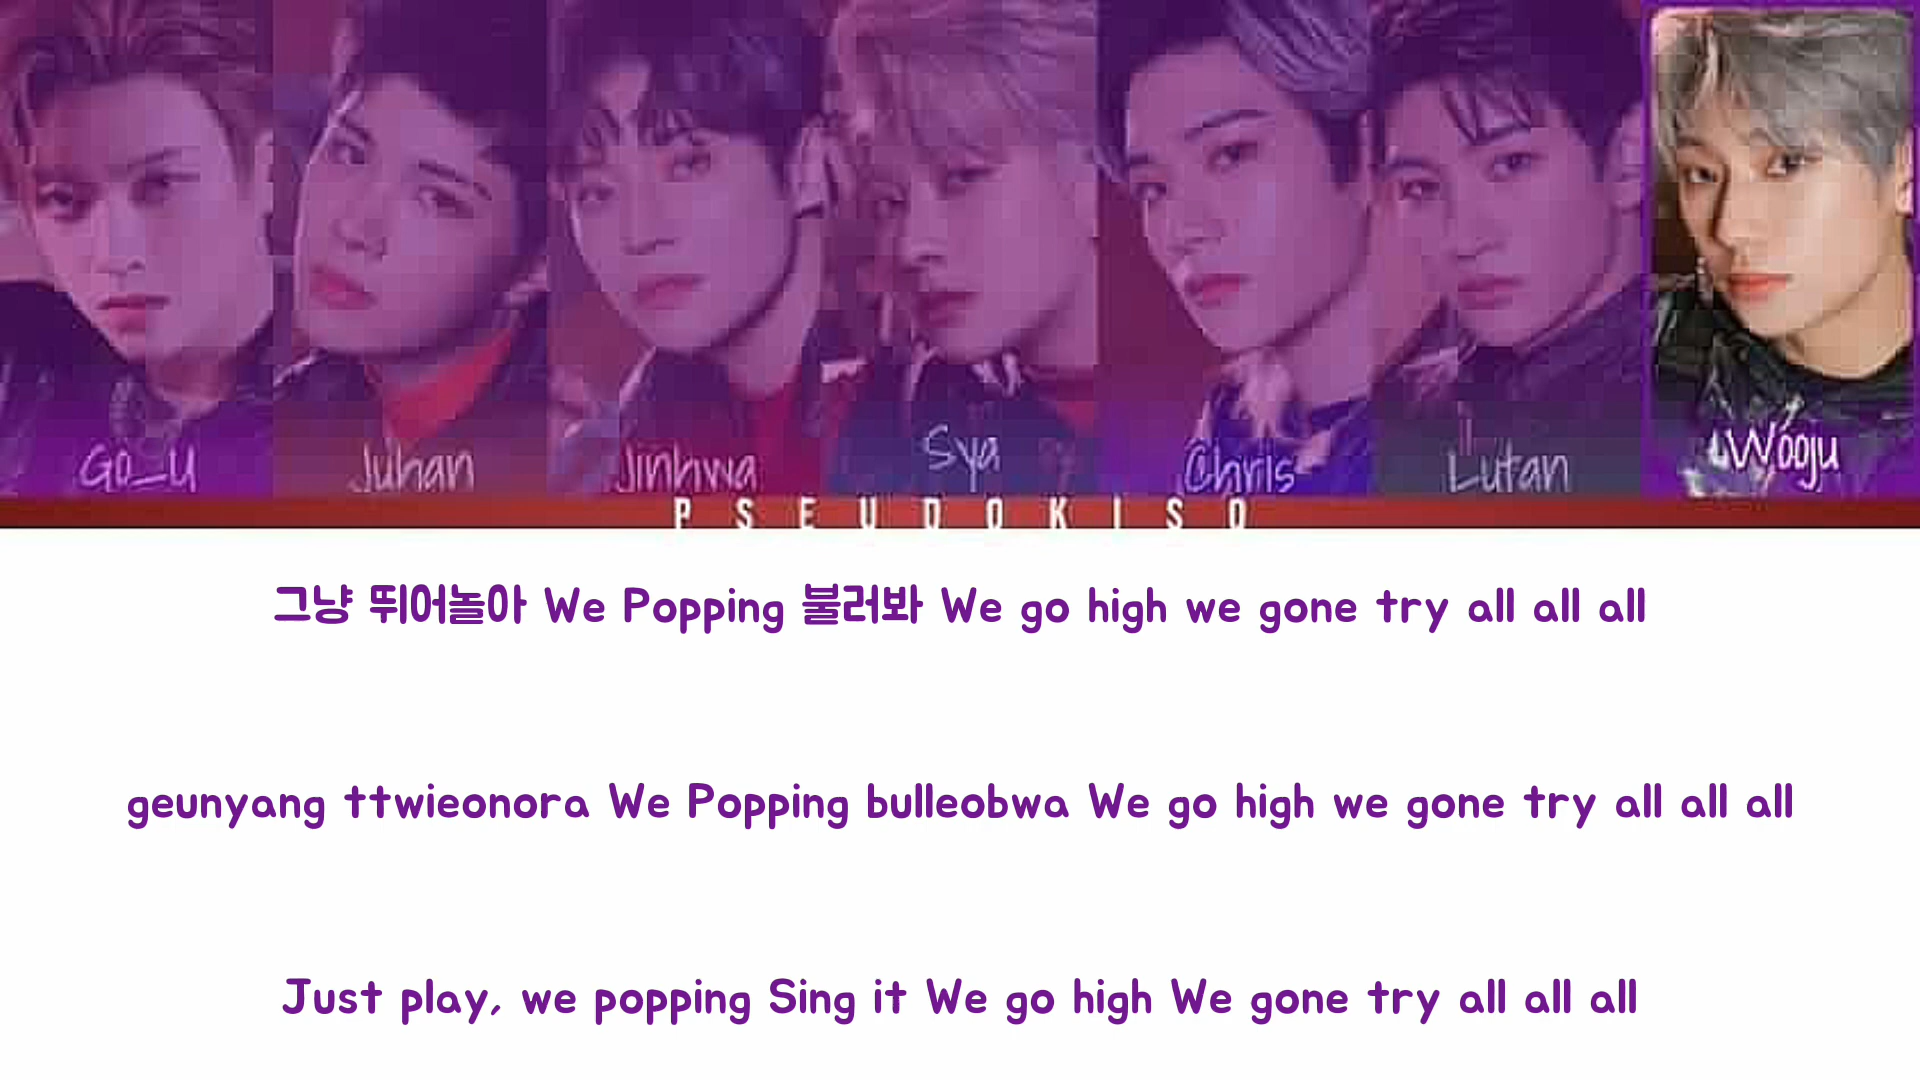 Go_U
Juhan
Jinhwa
Sya
Chris
Lutan
Wooju
PSEUDOKISO
그냥 뛰어놀아 We Popping 불러봐 We go high we gone try all all all
geunyang ttwieonora We Popping bulleobwa We go high we gone try all all all
Just play, we popping Sing it We go high We gone try all all all